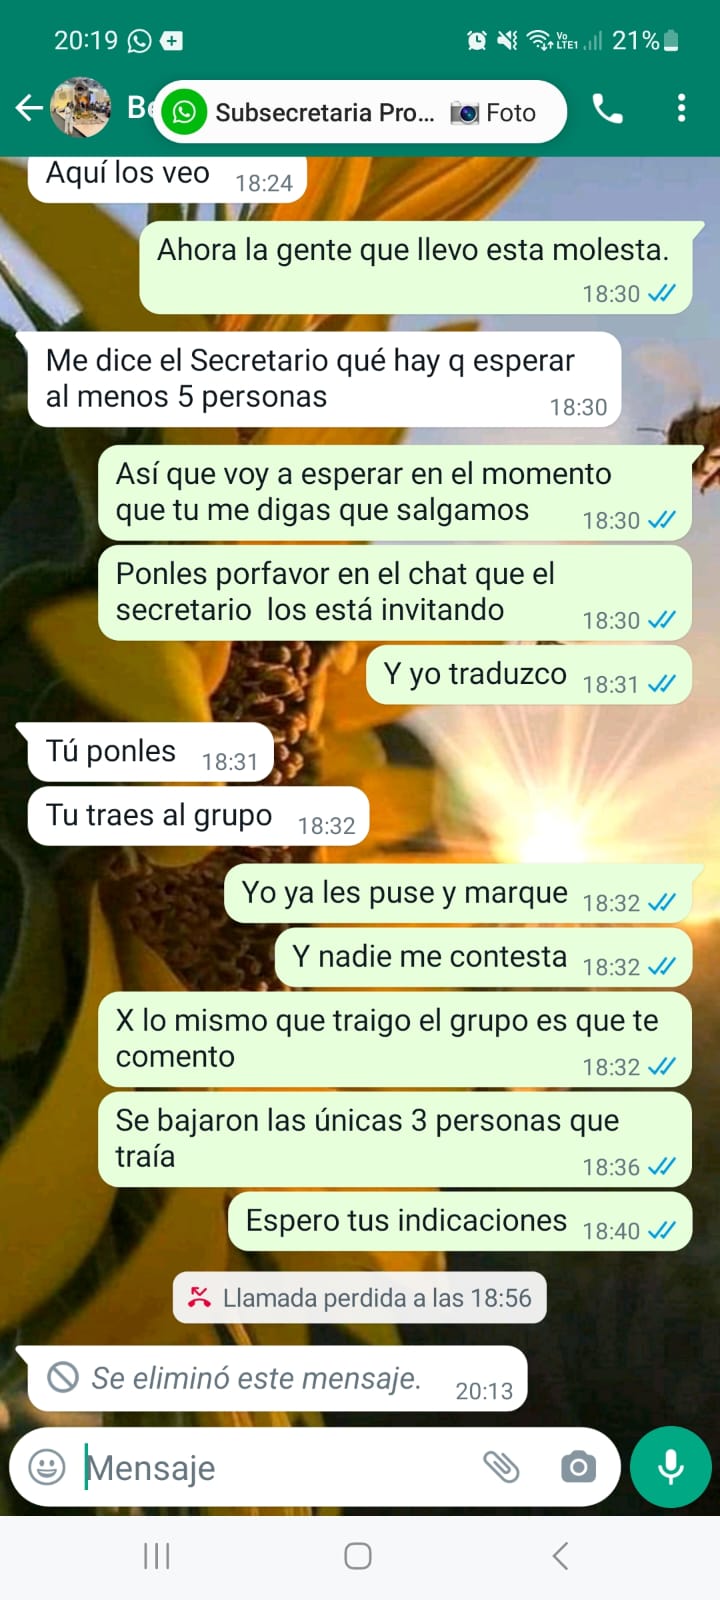 20:19
Vo
LTE1
21%
Subsecretaria Pro... Foto
Aquí los veo 18:24
Ahora la gente que llevo esta molesta.
18:30
Me dice el Secretario qué hay q esperar
al menos 5 personas 18:30
Así que voy a esperar en el momento
que tu me digas que salgamos 18:30
Ponles porfavor en el chat que el
secretario los está invitando 18:30
Y yo traduzco 18:31
Tú ponles 18:31
Tu traes al grupo 18:32
Yo ya les puse y marque 18:32
Y nadie me contesta 18:32
X lo mismo que traigo el grupo es que te
comento 18:32
Se bajaron las únicas 3 personas que
traía 18:36
Espero tus indicaciones 18:40
Llamada perdida a las 18:56
Se eliminó este mensaje. 20:13
Mensaje